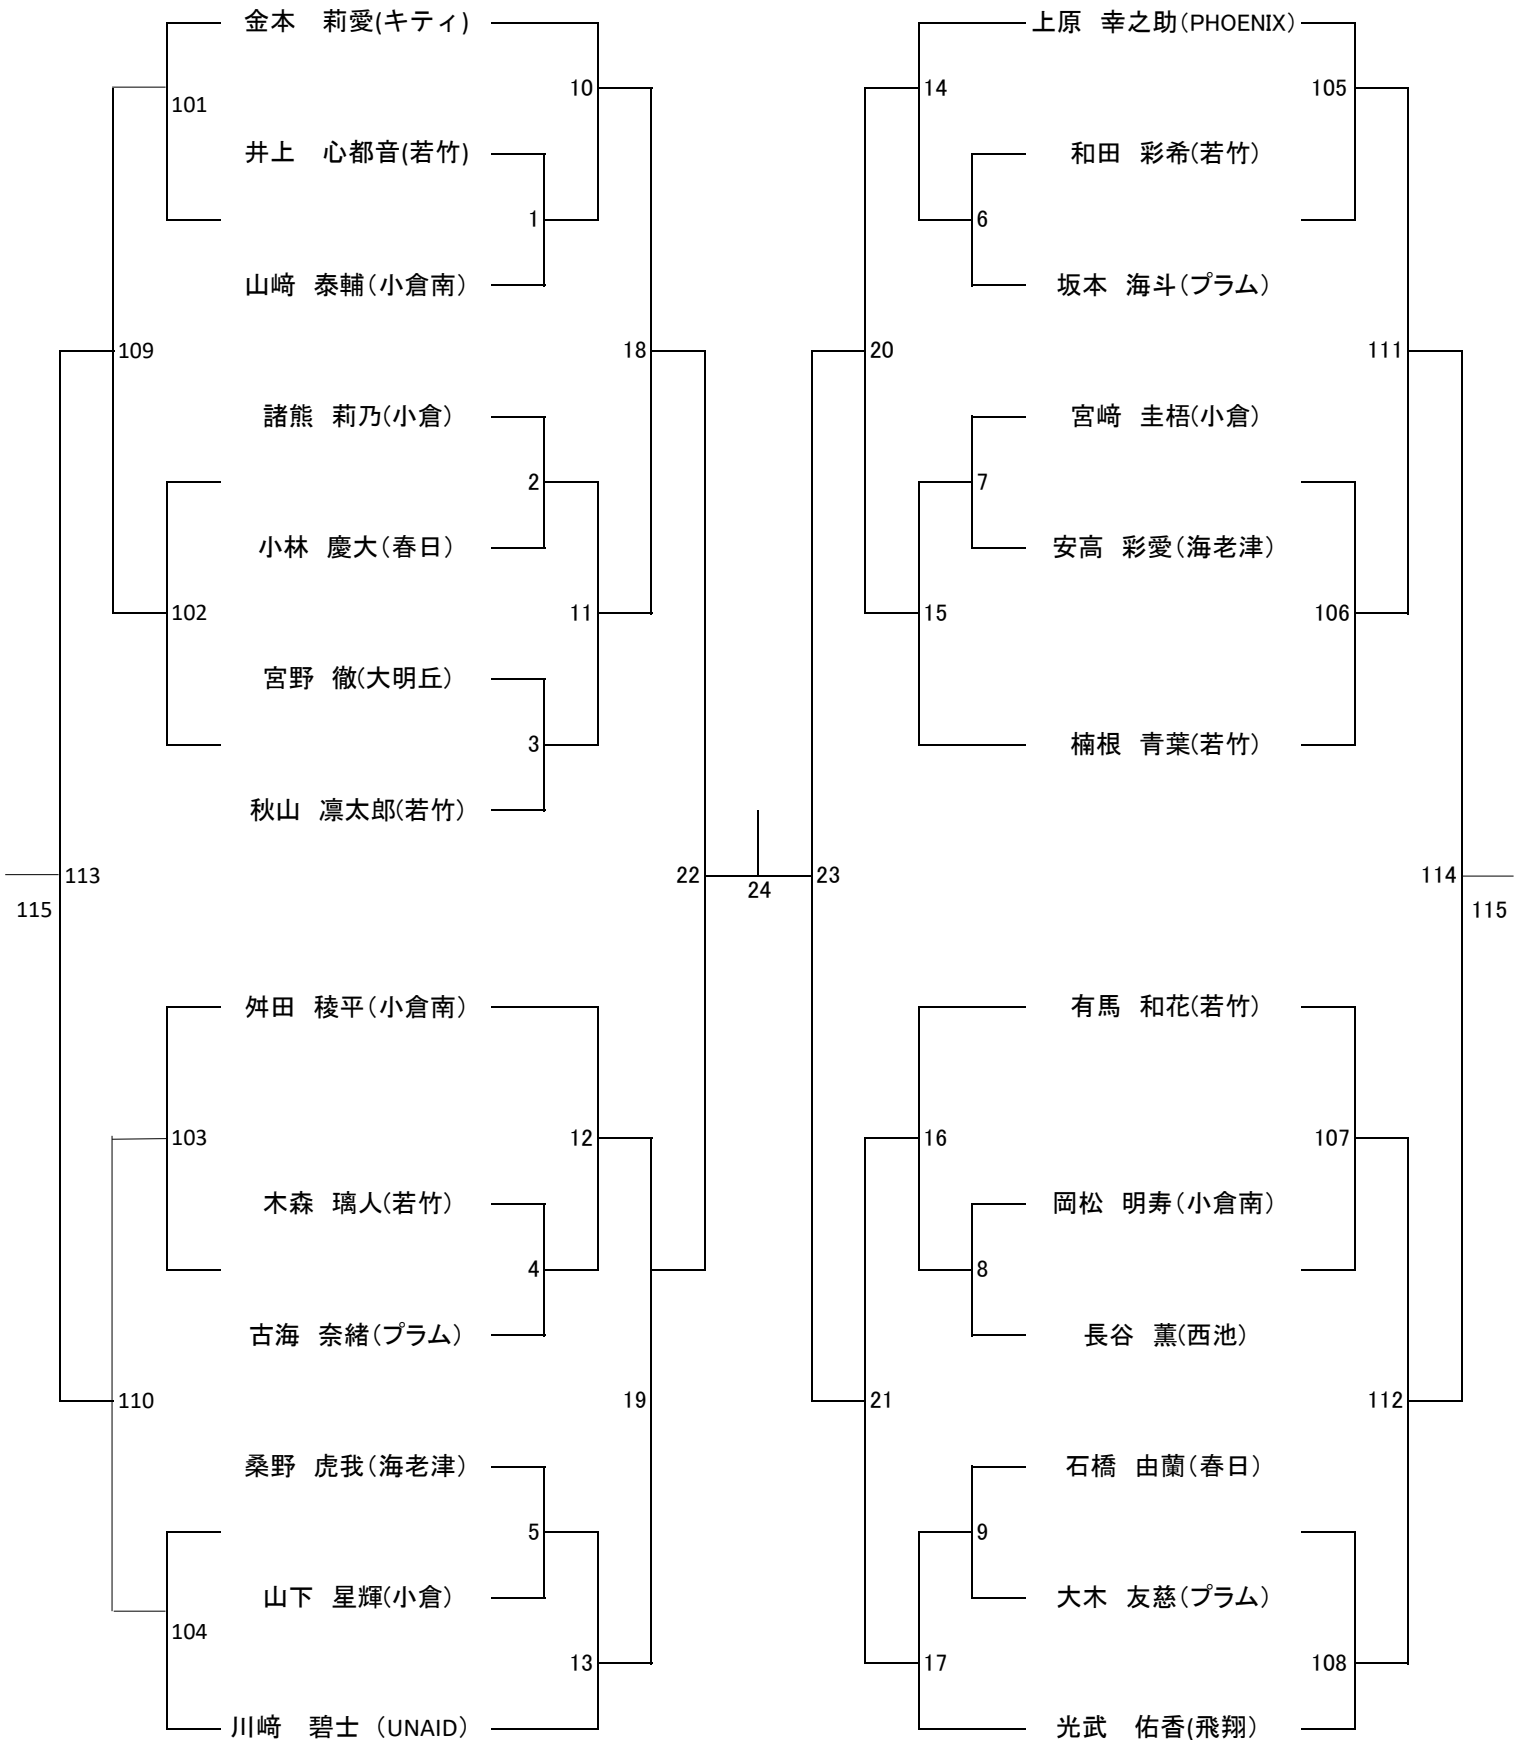 金本　莉愛(キティ)
上原　幸之助(PHOENIX)
10
14
105
101
井上　心都音(若竹)
和田　彩希(若竹)
1
6
山﨑　泰輔(小倉南)
坂本　海斗(プラム)
109
18
20
111
諸熊　莉乃(小倉)
宮﨑　圭梧(小倉)
2
7
小林　慶大(春日)
安高　彩愛(海老津)
102
11
15
106
宮野　徹(大明丘)
3
楠根　青葉(若竹)
秋山　凛太郎(若竹)
113
22
24
23
114
115
115
舛田　稜平(小倉南)
有馬　和花(若竹)
103
12
16
107
木森　璃人(若竹)
岡松　明寿(小倉南)
4
8
古海　奈緒(プラム)
長谷　薫(西池)
110
19
21
112
桑野　虎我(海老津)
石橋　由蘭(春日)
5
9
山下　星輝(小倉)
大木　友慈(プラム)
104
13
17
108
川﨑　碧士　(UNAID)
光武　佑香(飛翔)